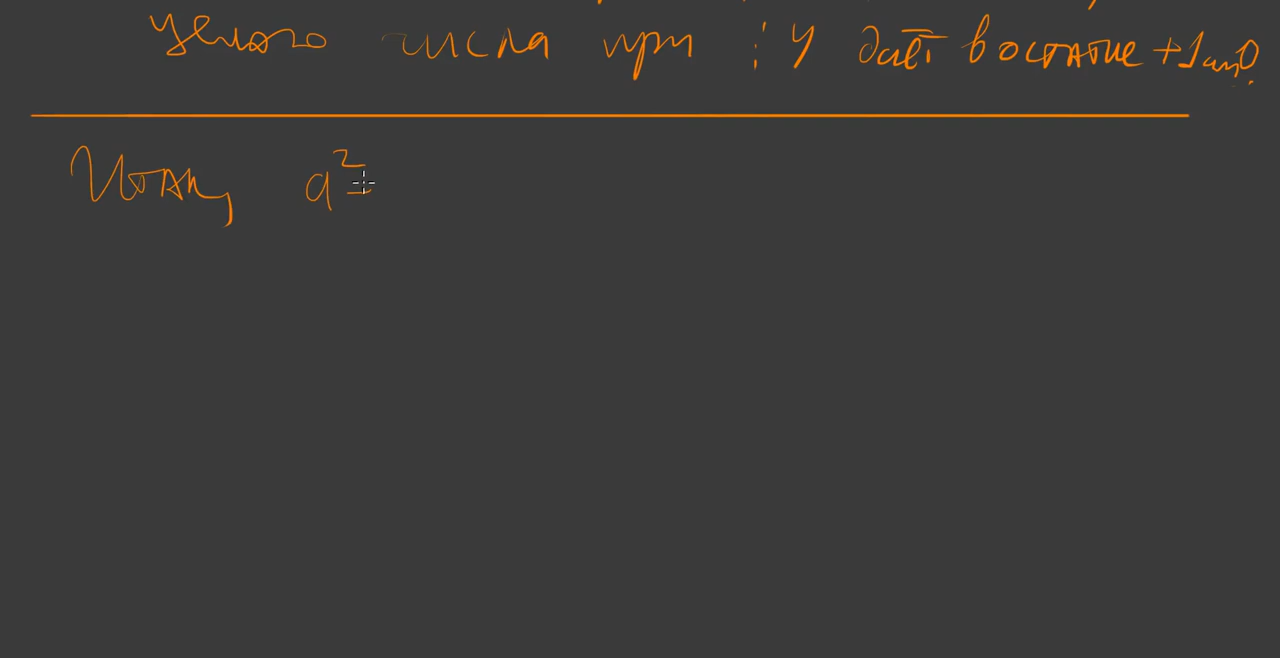 целого числа при : 4 даёт в остатке +1 или 0.
Итак, a²=